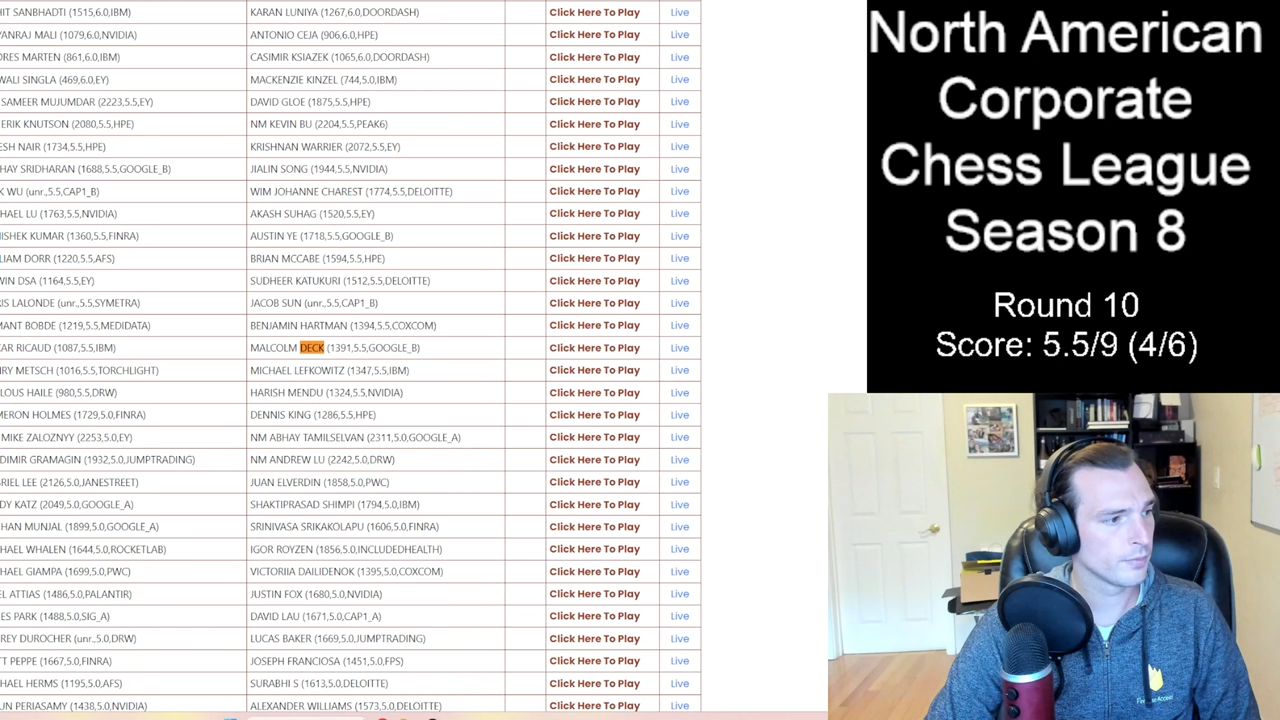 HIT SANBHADTI (1515,6.0,IBM) KARAN LUNIYA (1267,6.0,DOORDASH) Click Here To Play Live
YANRAJ MALI (1079,6.0,NVIDIA) ANTONIO CEJA (906,6.0,HPE) Click Here To Play Live
DRES MARTEN (861,6.0,IBM) CASIMIR KSIAZEK (1065,6.0,DOORDASH) Click Here To Play Live
WALI SINGLA (469,6.0,EY) MACKENZIE KINZEL (744,5.0,IBM) Click Here To Play Live
SAMEER MUJUMDAR (2223,5.5,EY) DAVID GLOE (1875,5.5,HPE) Click Here To Play Live
ERIK KNUTSON (2080,5.5,HPE) NM KEVIN BU (2204,5.5,PEAK6) Click Here To Play Live
ESH NAIR (1734,5.5,HPE) KRISHNAN WARRIER (2072,5.5,EY) Click Here To Play Live
HAY SRIDHARAN (1688,5.5,GOOGLE_B) JIALIN SONG (1944,5.5,NVIDIA) Click Here To Play Live
K WU (unr.,5.5,CAP1_B) WIM JOHANNE CHAREST (1774,5.5,DELOITTE) Click Here To Play Live
HAEL LU (1763,5.5,NVIDIA) AKASH SUHAG (1520,5.5,EY) Click Here To Play Live
ISHEK KUMAR (1360,5.5,FINRA) AUSTIN YE (1718,5.5,GOOGLE_B) Click Here To Play Live
LIAM DORR (1220,5.5,AFS) BRIAN MCCABE (1594,5.5,HPE) Click Here To Play Live
WIN DSA (1164,5.5,EY) SUDHEER KATUKURI (1512,5.5,DELOITTE) Click Here To Play Live
RIS LALONDE (unr.,5.5,SYMETRA) JACOB SUN (unr.,5.5,CAP1_B) Click Here To Play Live
MANT BOBDE (1219,5.5,MEDIDATA) BENJAMIN HARTMAN (1394,5.5,COXCOM) Click Here To Play Live
CAR RICAUD (1087,5.5,IBM) MALCOLM DECK Click Here To Play Live
RY METSCH (1016,5.5,TORCHLIGHT) MICHAEL LEFKOWITZ (1347,5.5,IBM) Click Here To Play Live
LOUS HAILE (980,5.5,DRW) HARISH MENDU (1324,5.5,NVIDIA) Click Here To Play Live
MERON HOLMES (1729,5.0,FINRA) DENNIS KING (1286,5.5,HPE) Click Here To Play Live
MIKE ZALOZNYY (2253,5.0,EY) NM ABHAY TAMILSELVAN (2311,5.0,GOOGLE_A) Click Here To Play Live
DIMIR GRAMAGIN (1932,5.0,JUMPTRADING) NM ANDREW LU (2242,5.0,DRW) Click Here To Play Live
RIEL LEE (2126,5.0,JANESTREET) JUAN ELVERDIN (1858,5.0,PWC) Click Here To Play Live
DY KATZ (2049,5.0,GOOGLE_A) SHAKTIPRASAD SHIMPI (1794,5.0,IBM) Click Here To Play Live
HAN MUNJAL (1899,5.0,GOOGLE_A) SRINIVASA SRIKAKOLAPU (1606,5.0,FINRA) Click Here To Play Live
HAEL WHALEN (1644,5.0,ROCKETLAB) IGOR ROYZEN (1856,5.0,INCLUDEDHEALTH) Click Here To Play Live
HAEL GIAMPA (1699,5.0,PWC) VICTORIIA KAILIDENOK (1395,5.0,COXCOM) Click Here To Play Live
EL ATTIAS (1486,5.0,PALANTIR) JUSTIN FOX (1680,5.0,NVIDIA) Click Here To Play Live
ES PARK (1488,5.0,SIG_A) DAVID LAU (1671,5.0,CAP1_A) Click Here To Play Live
REY DUROCHER (unr.,5.0,DRW) LUCAS BAKER (1669,5.0,JUMPTRADING) Click Here To Play Live
TT PEPPE (1667,5.0,FINRA) JOSEPH FRANCIOSA (1451,5.0,FPS) Click Here To Play Live
HAEL HERMS (1195,5.0,AFS) SURABHI S (1613,5.0,DELOITTE) Click Here To Play Live
UN PERIASAMY (1438,5.0,NVIDIA) ALEXANDER WILLIAMS (1573,5.0,DELOITTE) Click Here To Play Live
North American
Corporate
Chess League
Season 8
Round 10
Score: 5.5/9 (4/6)